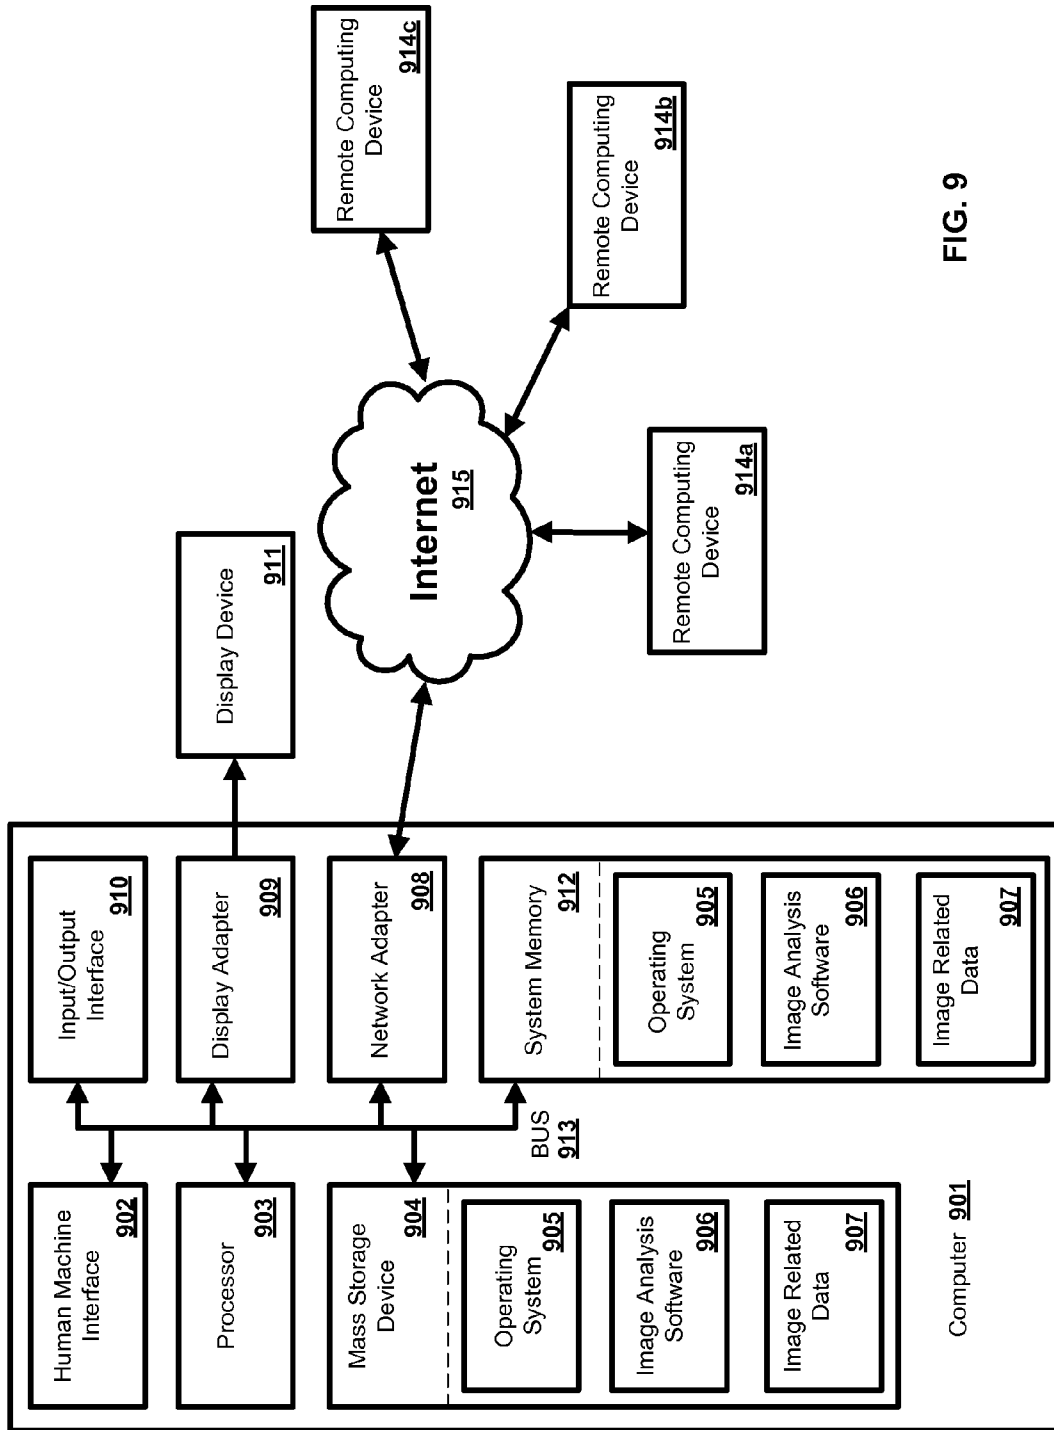 Human Machine
Interface
902
Processor
903
Mass Storage
Device
904
Operating
System
905
Image Analysis
Software
906
Image Related
Data
907
Computer 901
BUS
913
Input/Output
Interface
910
Display Adapter
909
Network Adapter
908
System Memory
912
Operating
System
905
Image Analysis
Software
906
Image Related
Data
907
Display Device
911
Internet
915
Remote Computing
Device
914a
Remote Computing
Device
914b
Remote Computing
Device
914c
FIG. 9